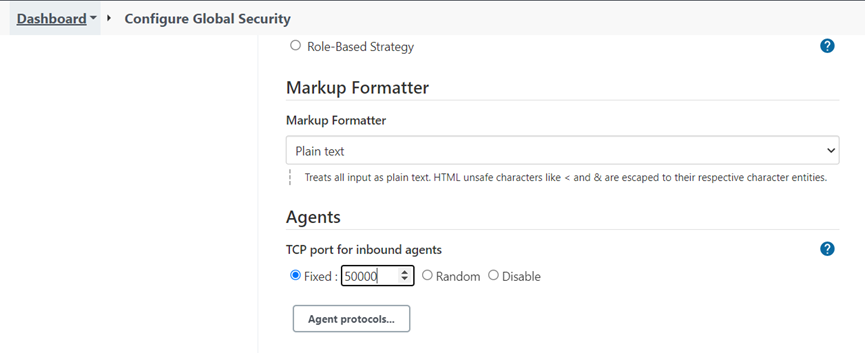 Dashboard Configure Global Security
Role-Based Strategy ?
Markup Formatter
Markup Formatter
Plain text
Treats all input as plain text. HTML unsafe characters like < and & are escaped to their respective character entities.
Agents
TCP port for inbound agents ?
Fixed : 50000 Random Disable
Agent protocols...